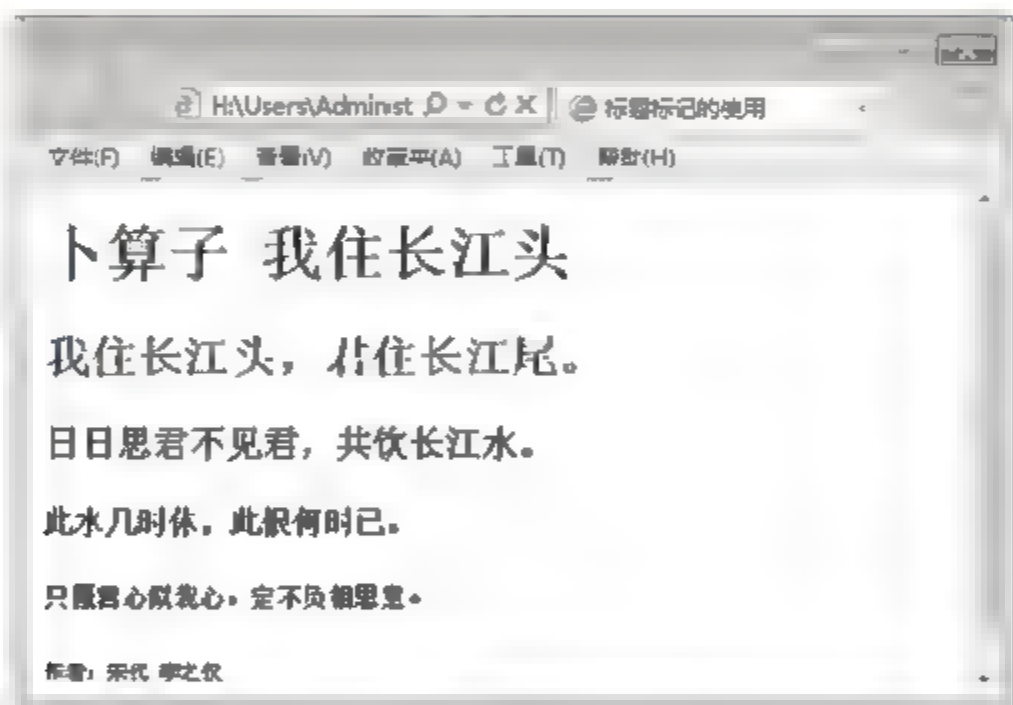 H:\Users\Administ 标题标记的使用
文件(F) 编辑(E) 查看(V) 收藏夹(A) 工具(T) 帮助(H)
卜算子 我住长江头
我住长江头，君住长江尾。
日日思君不见君，共饮长江水。
此水几时休，此恨何时已。
只愿君心似我心，定不负相思意。
作者：宋代 李之仪